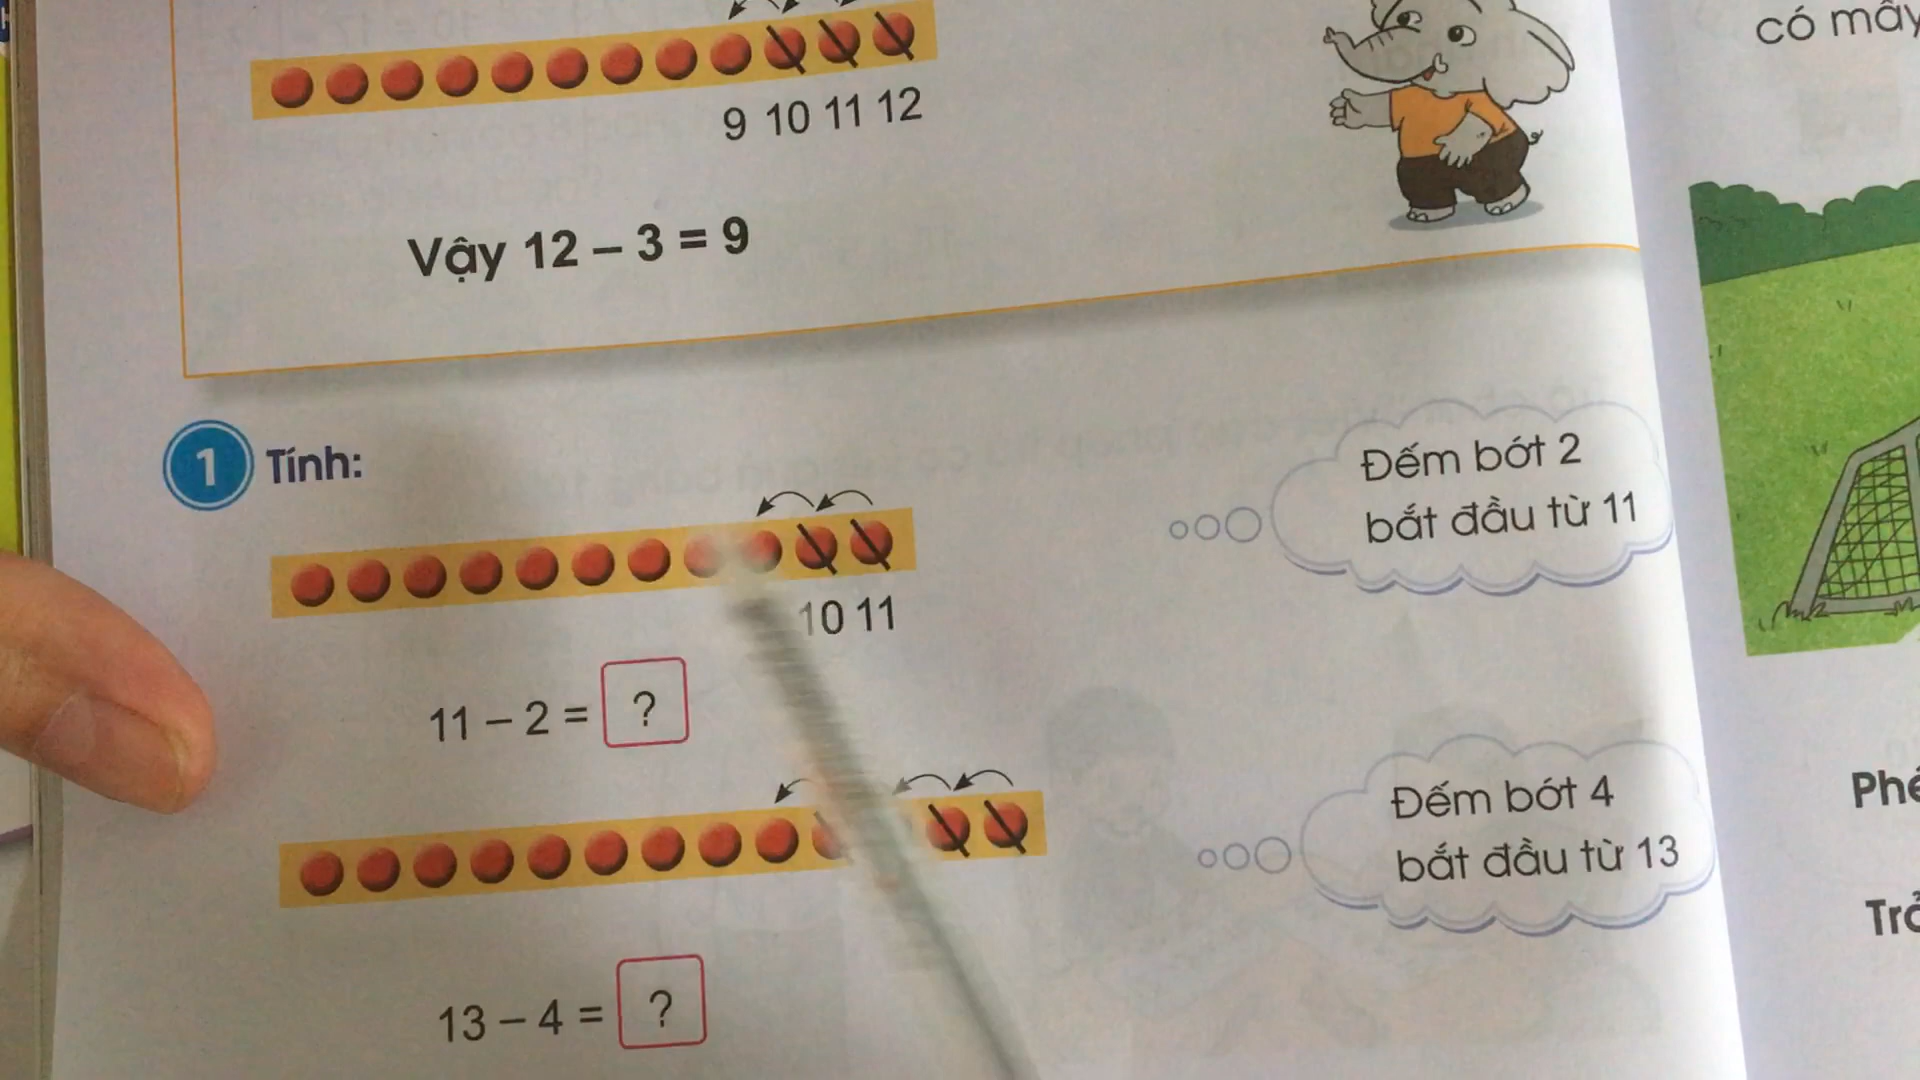 có mấy
9 10 11 12
Vậy 12 – 3 = 9
1 Tính:
Đếm bớt 2
bắt đầu từ 11
10 11
11 – 2 = ?
Đếm bớt 4
bắt đầu từ 13
13 – 4 = ?